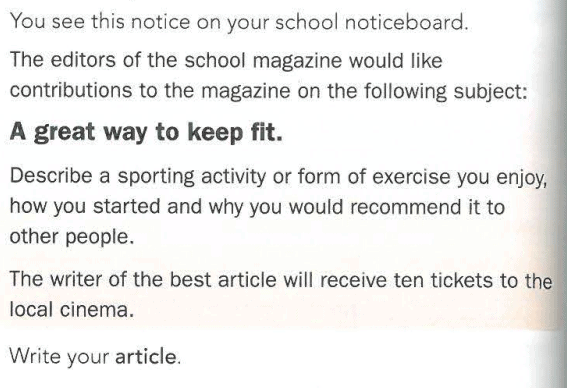 You see this notice on your school noticeboard.
The editors of the school magazine would like
contributions to the magazine on the following subject:
A great way to keep fit.
Describe a sporting activity or form of exercise you enjoy,
how you started and why you would recommend it to
other people.
The writer of the best article will receive ten tickets to the
local cinema.
Write your article.